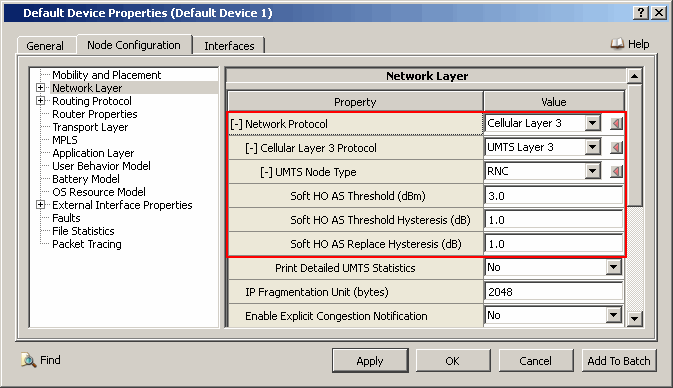 Default Device Properties (Default Device 1)
General
Node Configuration
Interfaces
Help
Mobility and Placement
Network Layer
Routing Protocol
Router Properties
Transport Layer
MPLS
Application Layer
User Behavior Model
Battery Model
OS Resource Model
External Interface Properties
Faults
File Statistics
Packet Tracing
Network Layer
Property Value
[-] Network Protocol Cellular Layer 3
[-] Cellular Layer 3 Protocol UMTS Layer 3
[-] UMTS Node Type RNC
Soft HO AS Threshold (dBm) 3.0
Soft HO AS Threshold Hysteresis (dB) 1.0
Soft HO AS Replace Hysteresis (dB) 1.0
Print Detailed UMTS Statistics No
IP Fragmentation Unit (bytes) 2048
Enable Explicit Congestion Notification No
Find
Apply
OK
Cancel
Add To Batch